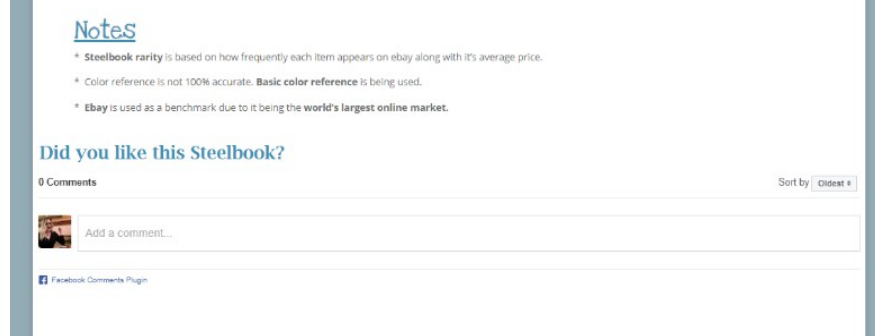 Notes
* Steelbook rarity is based on how frequently each item appears on ebay along with it's average price.
* Color reference is not 100% accurate. Basic color reference is being used.
* Ebay is used as a benchmark due to it being the world's largest online market.
Did you like this Steelbook?
0 Comments
Sort by Oldest
Add a comment...
Facebook Comments Plugin